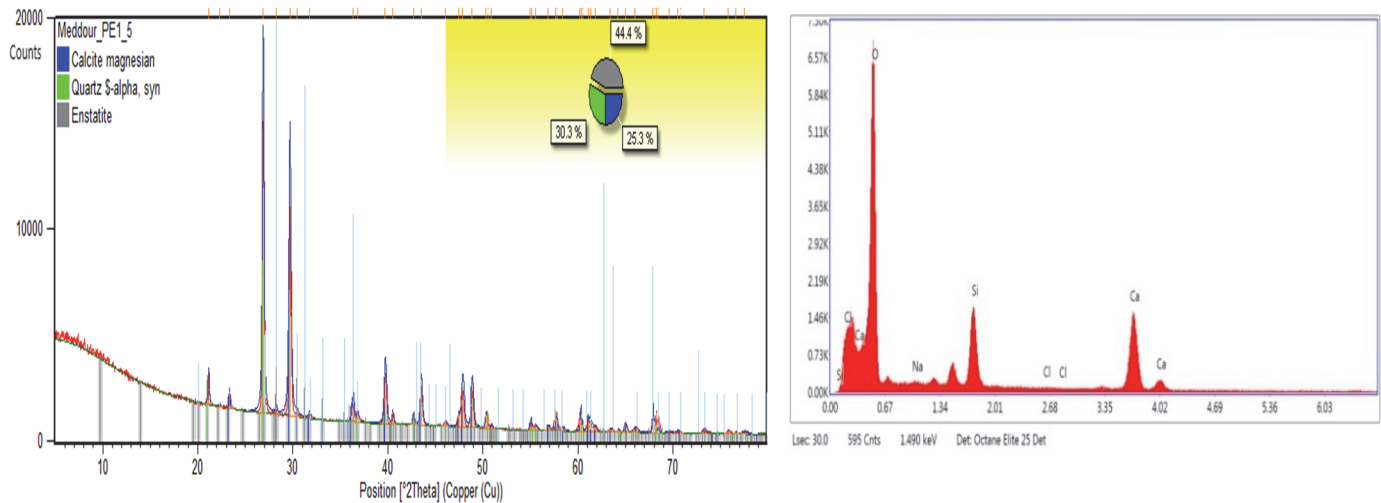 20000
Counts
10000
0
Meddour_PE1_5
Calcite magnesian
Quartz $-alpha, syn
Enstatite
44.4 %
30.3 %
25.3 %
10
20
30
40
50
60
70
Position [°2Theta] (Copper (Cu))
6.57K
5.84K
5.11K
4.38K
3.65K
2.92K
2.19K
1.46K
0.73K
0.00K
O
Cl
Ca
Na
Si
Cl
Cl
Ca
Ca
0.00
0.67
1.34
2.01
2.68
3.35
4.02
4.69
5.36
6.03
Lsec: 30.0 595 Cnts 1.490 keV Det: Octane Elite 25 Det